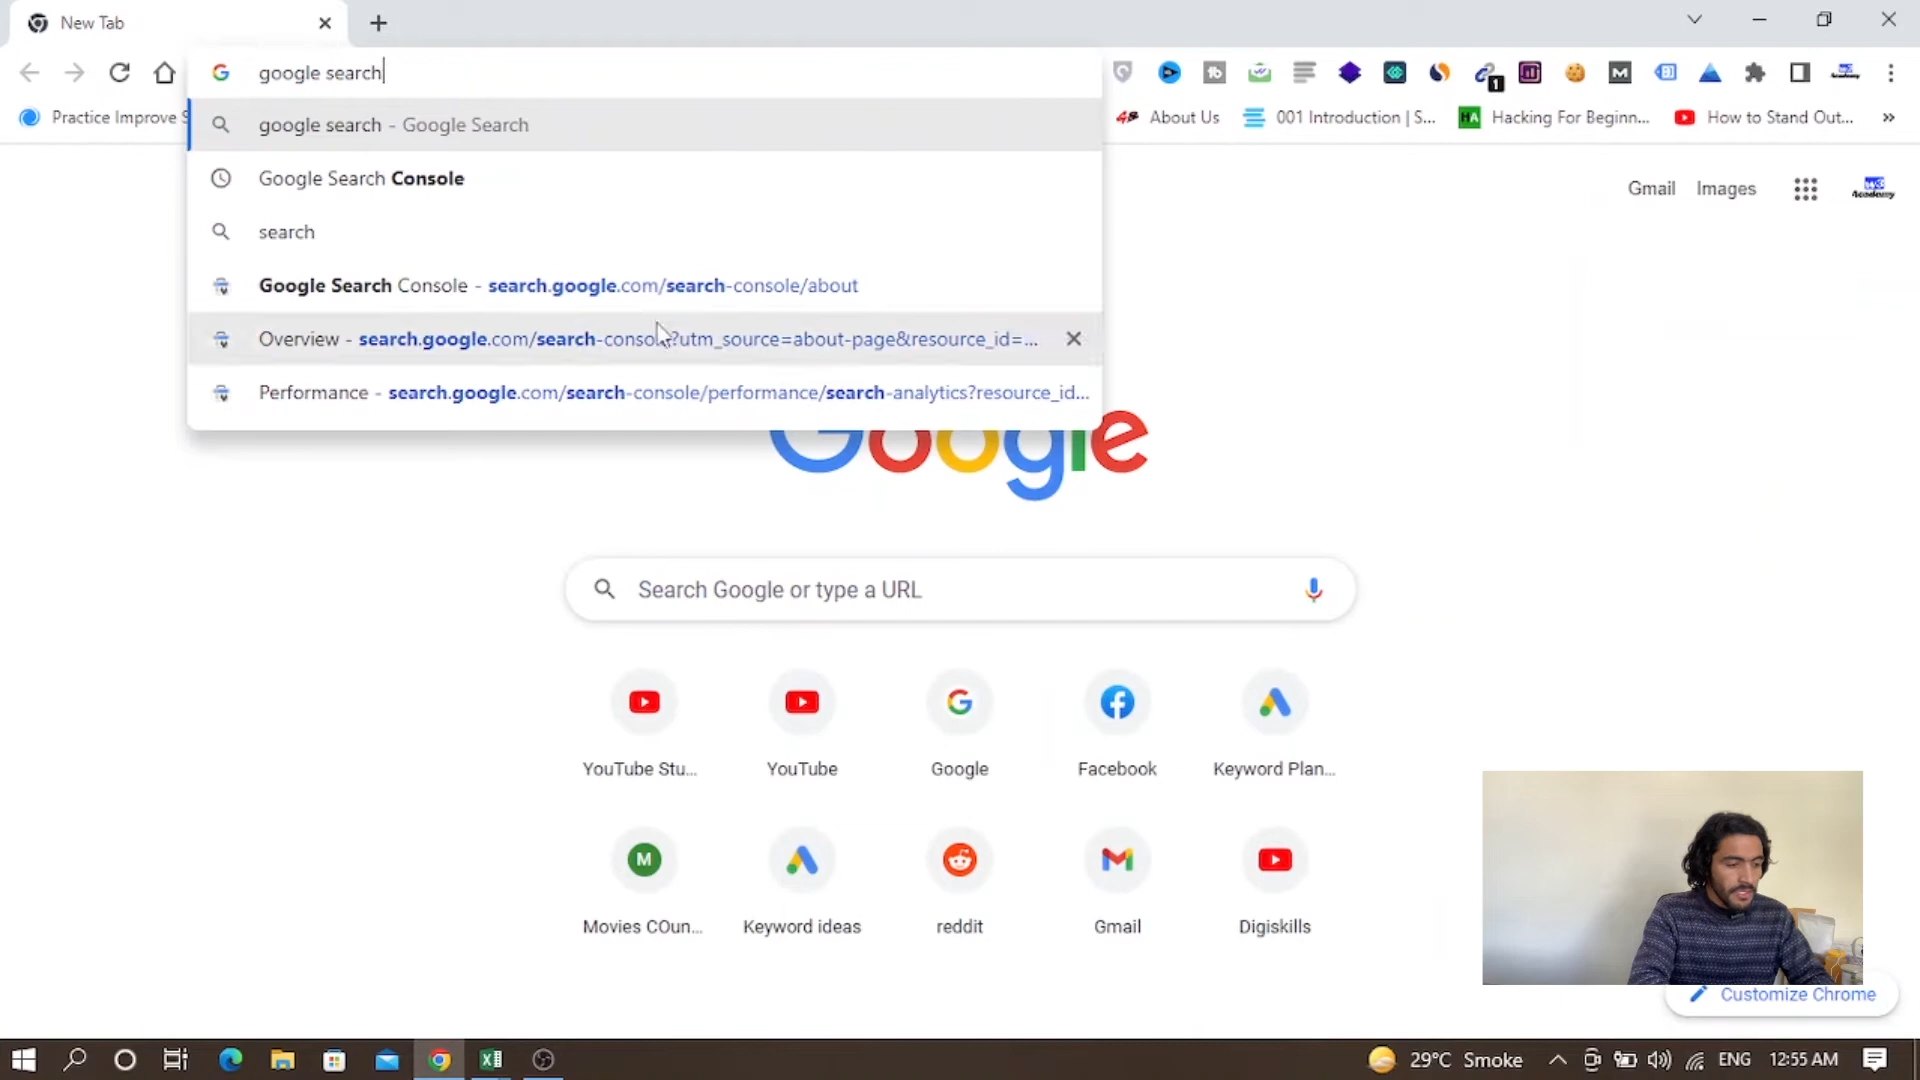 New Tab
google search
Practice Improve S
About Us
001 Introduction | S...
HA
Hacking For Beginn...
How to Stand Out...
»
1
google search - Google Search
Google Search Console
search
Google Search Console - search.google.com/search-console/about
Overview - search.google.com/search-console?utm_source=about-page&resource_id=...
Performance - search.google.com/search-console/performance/search-analytics?resource_id...
Gmail
Images
Google
Search Google or type a URL
YouTube Stu...
YouTube
Google
Facebook
Keyword Plan...
M
Movies COun...
Keyword ideas
reddit
Gmail
Digiskills
Customize Chrome
29°C Smoke
ENG
12:55 AM